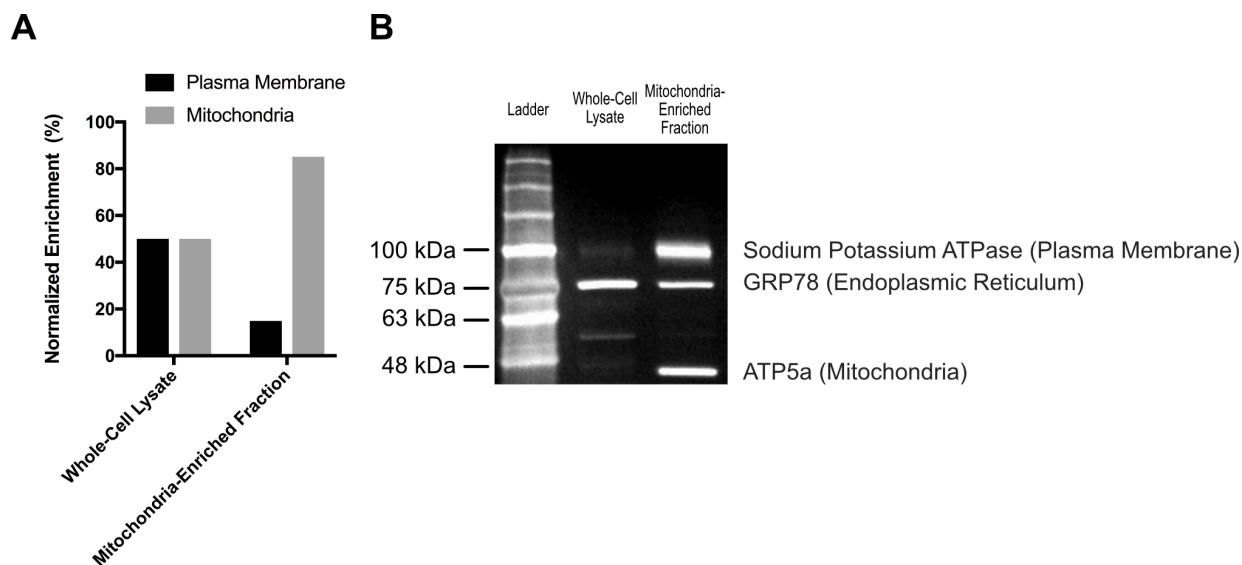 A
Plasma Membrane
Mitochondria
Normalized Enrichment (%)
100
80
60
40
20
0
Whole-Cell Lysate
Mitochondria-Enriched Fraction
B
Ladder
Whole-Cell
Lysate
Mitochondria-
Enriched
Fraction
100 kDa
75 kDa
63 kDa
48 kDa
Sodium Potassium ATPase (Plasma Membrane)
GRP78 (Endoplasmic Reticulum)
ATP5a (Mitochondria)